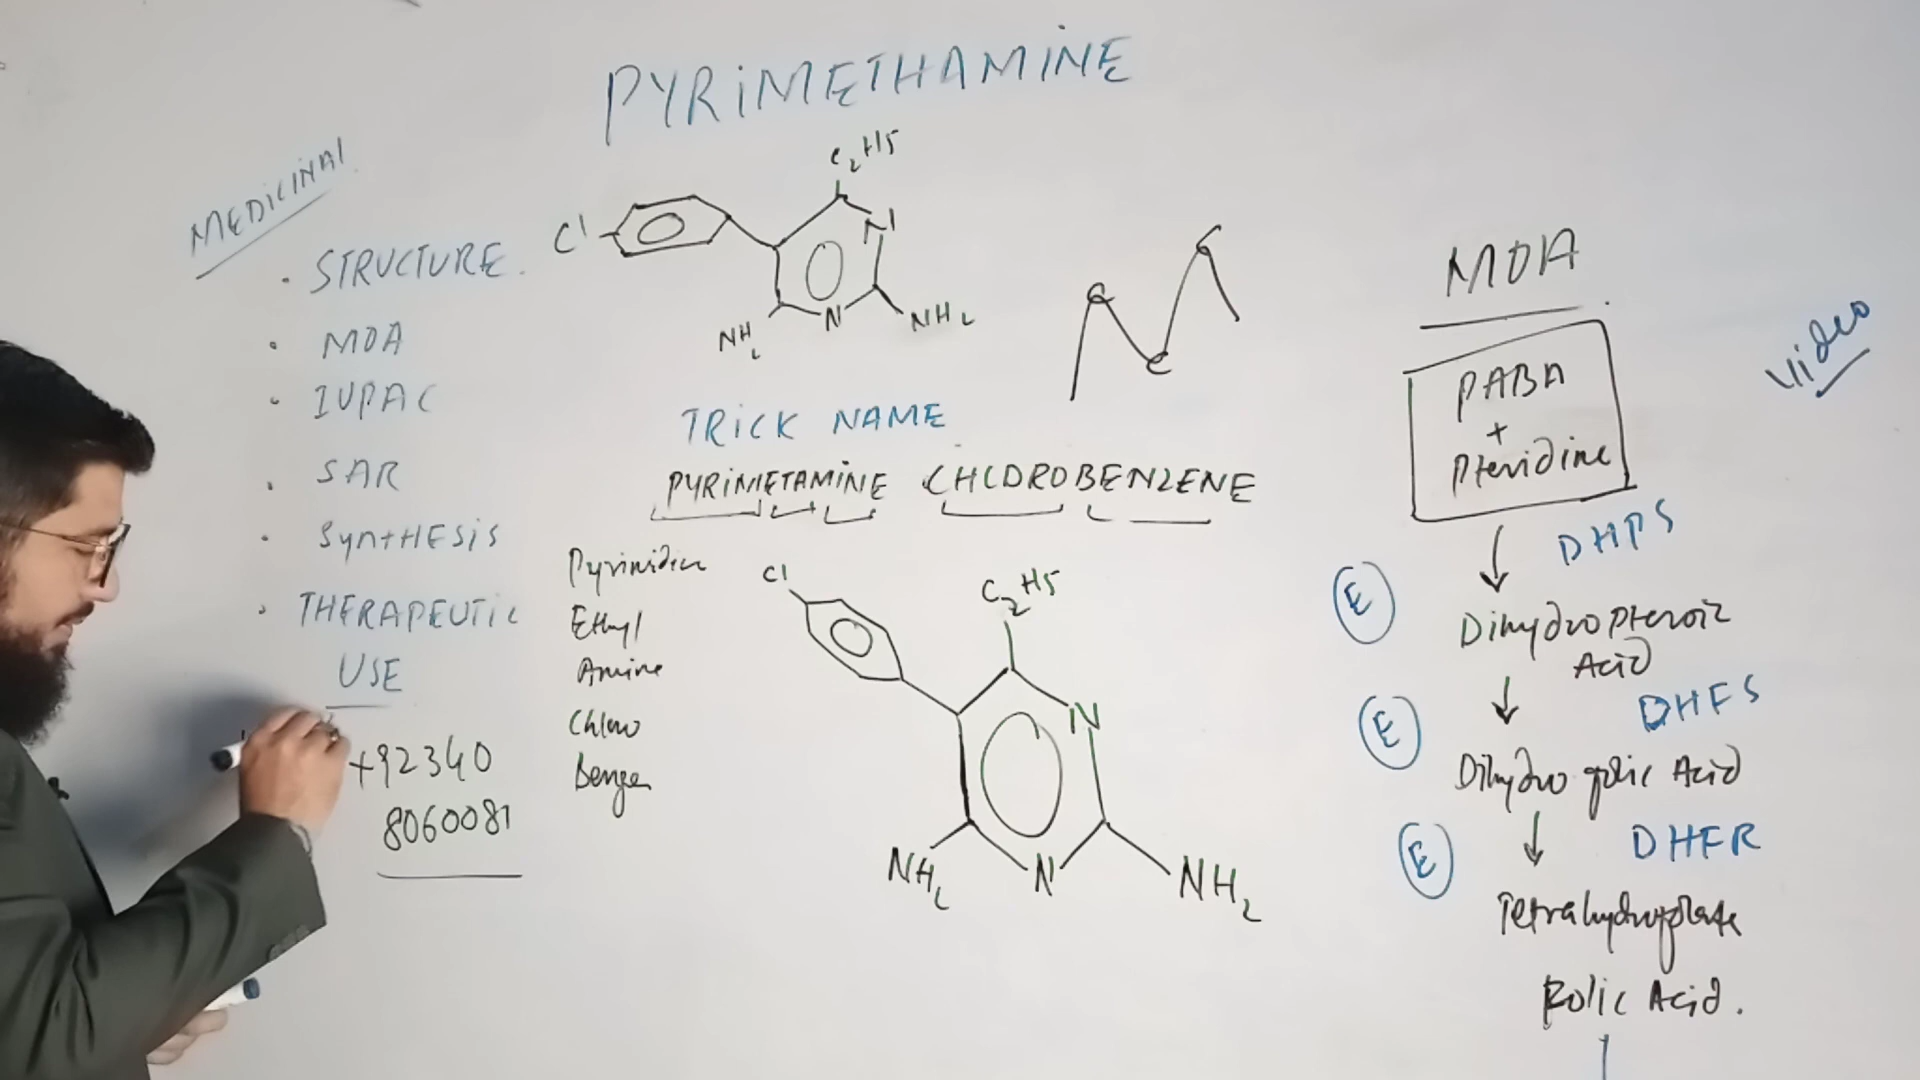 PYRiMETHAMiNE
MEDICINAL
. STRUCTURE.
. MOA
. IUPAC
. SAR
. SyntHESiS
. THERAPEUTIC
USE
+92340
8060081
C2H5
Cl
N
N
NH2
NH2
TRICK NAME
PYRiMETAMiNE CHLOROBENZENE
Ethyl
Amine
Chloro
Cl
C2H5
N
N
NH2
NH2
MOA
PABA
+
Pteridine
DHPS
E
Dihydropteroic
Acid
DHFS
E
Dihydro folic Acid
DHFR
E
Tetrahydrofolate
Folic Acid.
Video